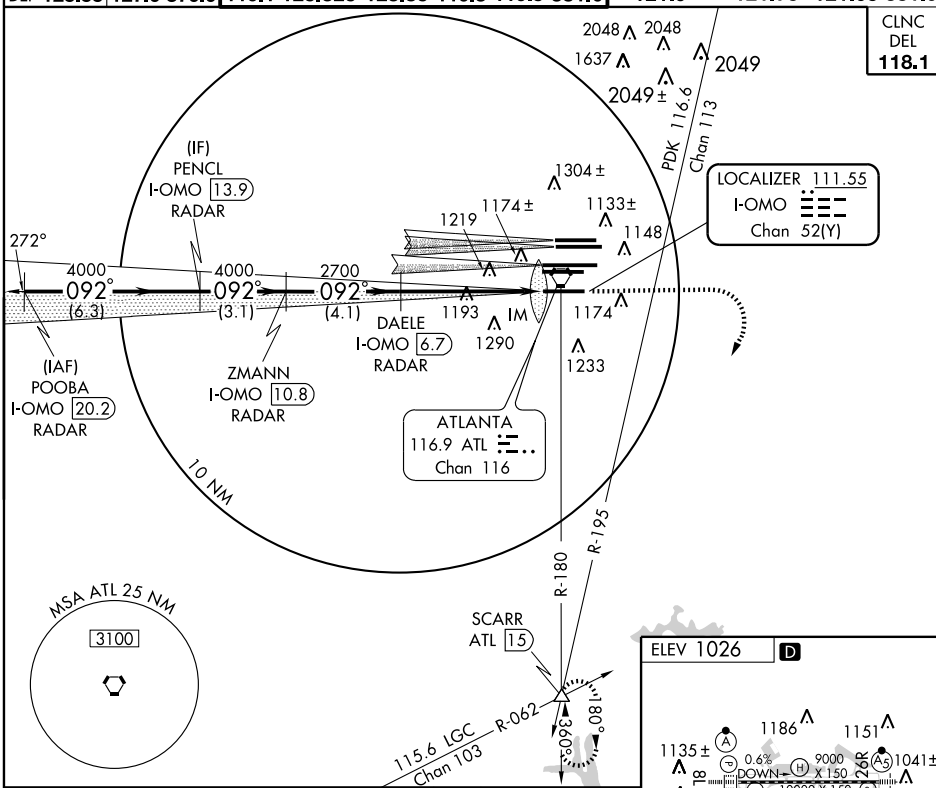 CLNC
DEL
118.1
2048 2048
1637
2049
2049±
PDK 116.6
Chan 113
(IF)
PENCL
I-OMO 13.9
RADAR
1304±
LOCALIZER 111.55
I-OMO
Chan 52(Y)
1174±
1133±
1219
1148
272°
4000
092°
(6.3)
4000
092°
(3.1)
2700
092°
(4.1)
1193
IM
1174
1290
1233
DAELE
I-OMO 6.7
RADAR
(IAF)
POOBA
I-OMO 20.2
RADAR
ZMANN
I-OMO 10.8
RADAR
ATLANTA
116.9 ATL
Chan 116
10 NM
R-195
R-180
MSA ATL 25 NM
3100
SCARR
ATL 15
R-062
115.6 LGC
Chan 103
180°
360°
ELEV 1026 D
1186
1151
A
1135±
P
0.6%
DOWN
H
9000
X 150
A5
1041±
8L
26R